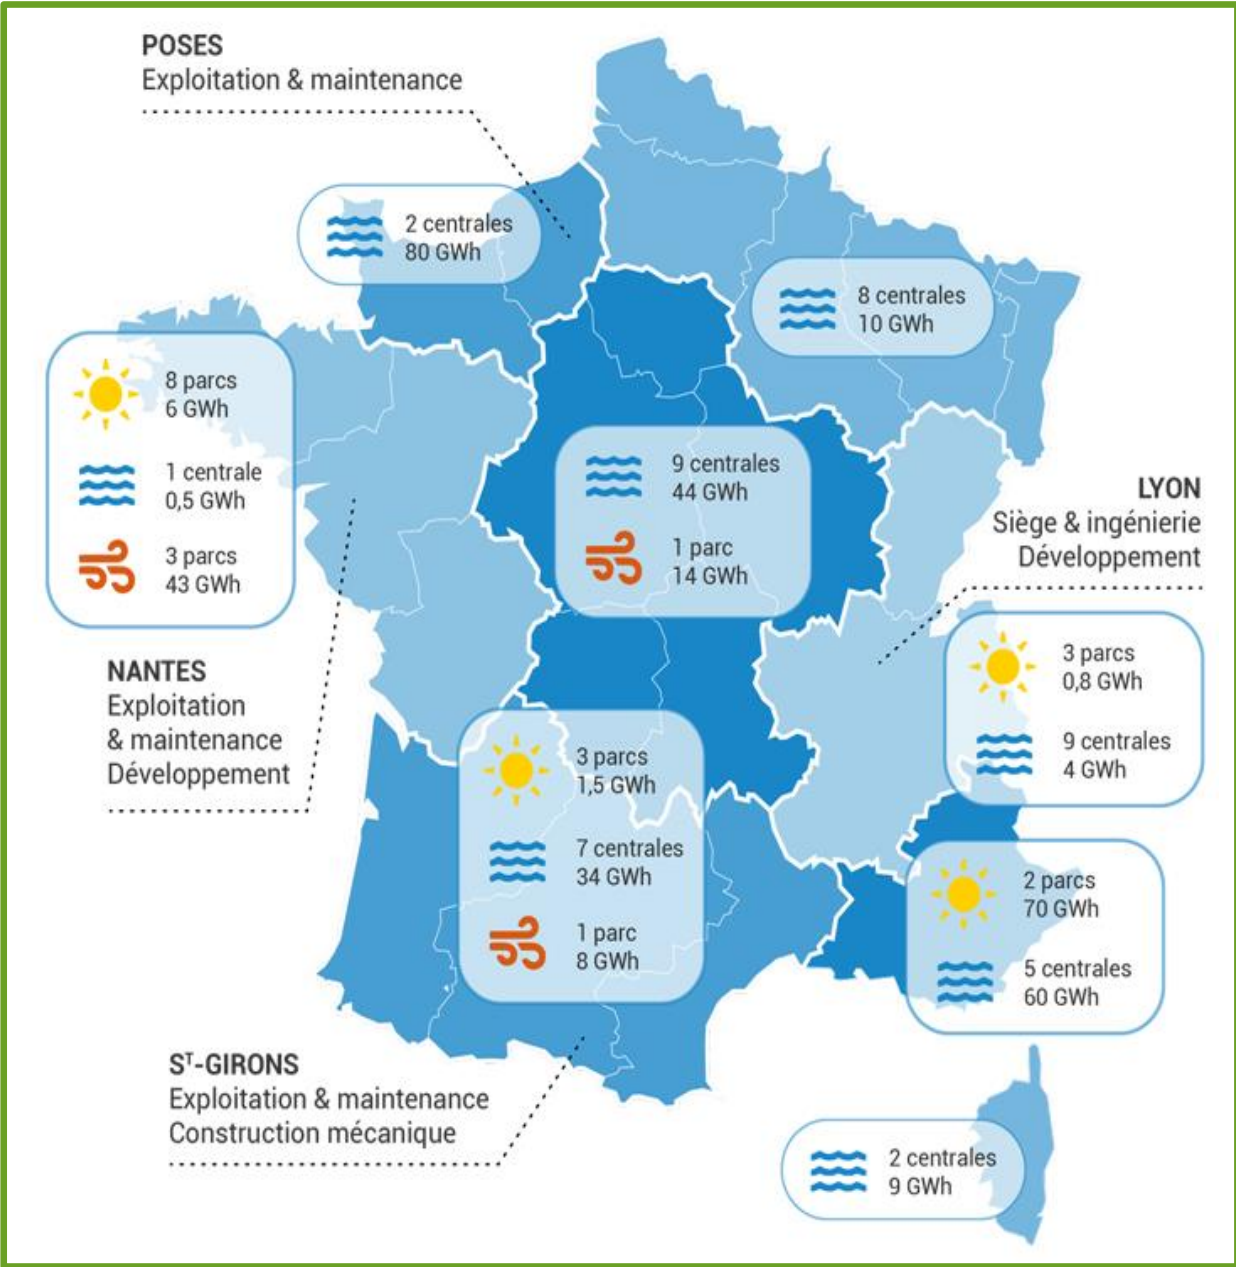 POSES
Exploitation & maintenance
2 centrales
80 GWh
8 centrales
10 GWh
8 parcs
6 GWh
1 centrale
0,5 GWh
3 parcs
43 GWh
9 centrales
44 GWh
1 parc
14 GWh
LYON
Siège & ingénierie
Développement
NANTES
Exploitation
& maintenance
Développement
3 parcs
0,8 GWh
9 centrales
4 GWh
3 parcs
1,5 GWh
7 centrales
34 GWh
1 parc
8 GWh
2 parcs
70 GWh
5 centrales
60 GWh
Sᵀ-GIRONS
Exploitation & maintenance
Construction mécanique
2 centrales
9 GWh